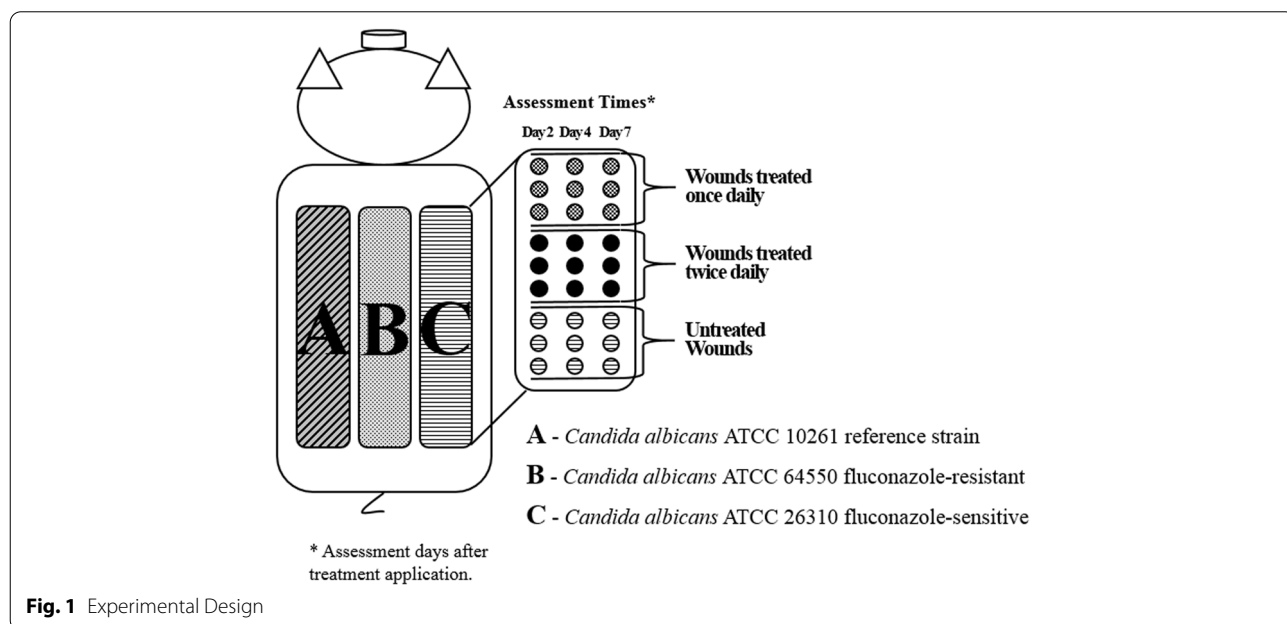 Assessment Times*
Day2 Day4 Day7
Wounds treated
once daily
Wounds treated
twice daily
Untreated
Wounds
A B C
A - Candida albicans ATCC 10261 reference strain
B - Candida albicans ATCC 64550 fluconazole-resistant
C - Candida albicans ATCC 26310 fluconazole-sensitive
* Assessment days after
treatment application.
Fig. 1 Experimental Design